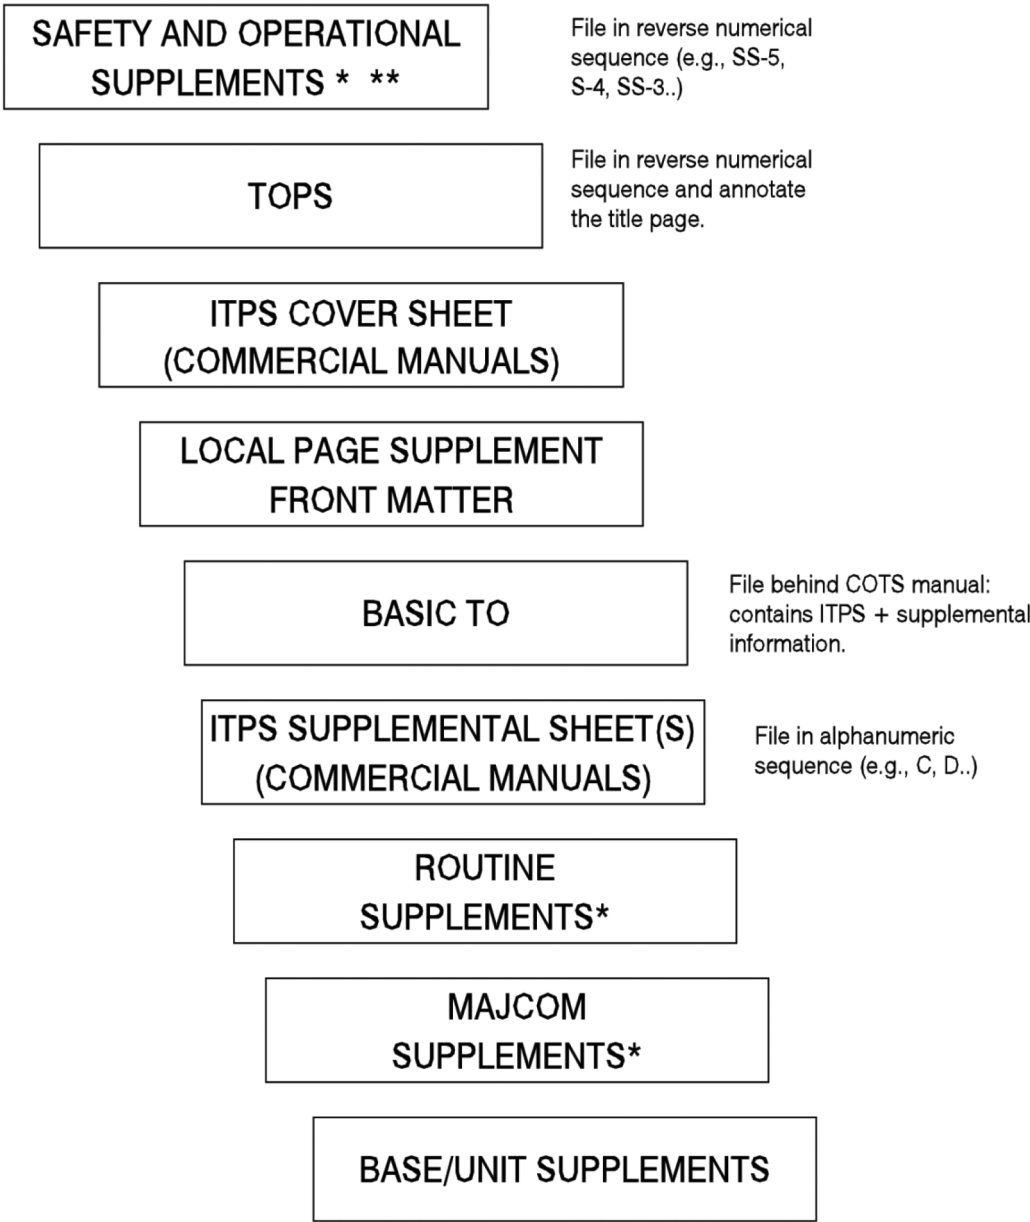 SAFETY AND OPERATIONAL
SUPPLEMENTS * **
File in reverse numerical
sequence (e.g., SS-5,
S-4, SS-3..)
TOPS
File in reverse numerical
sequence and annotate
the title page.
ITPS COVER SHEET
(COMMERCIAL MANUALS)
LOCAL PAGE SUPPLEMENT
FRONT MATTER
BASIC TO
File behind COTS manual:
contains ITPS + supplemental
information.
ITPS SUPPLEMENTAL SHEET(S)
(COMMERCIAL MANUALS)
File in alphanumeric
sequence (e.g., C, D..)
ROUTINE
SUPPLEMENTS*
MAJCOM
SUPPLEMENTS*
BASE/UNIT SUPPLEMENTS